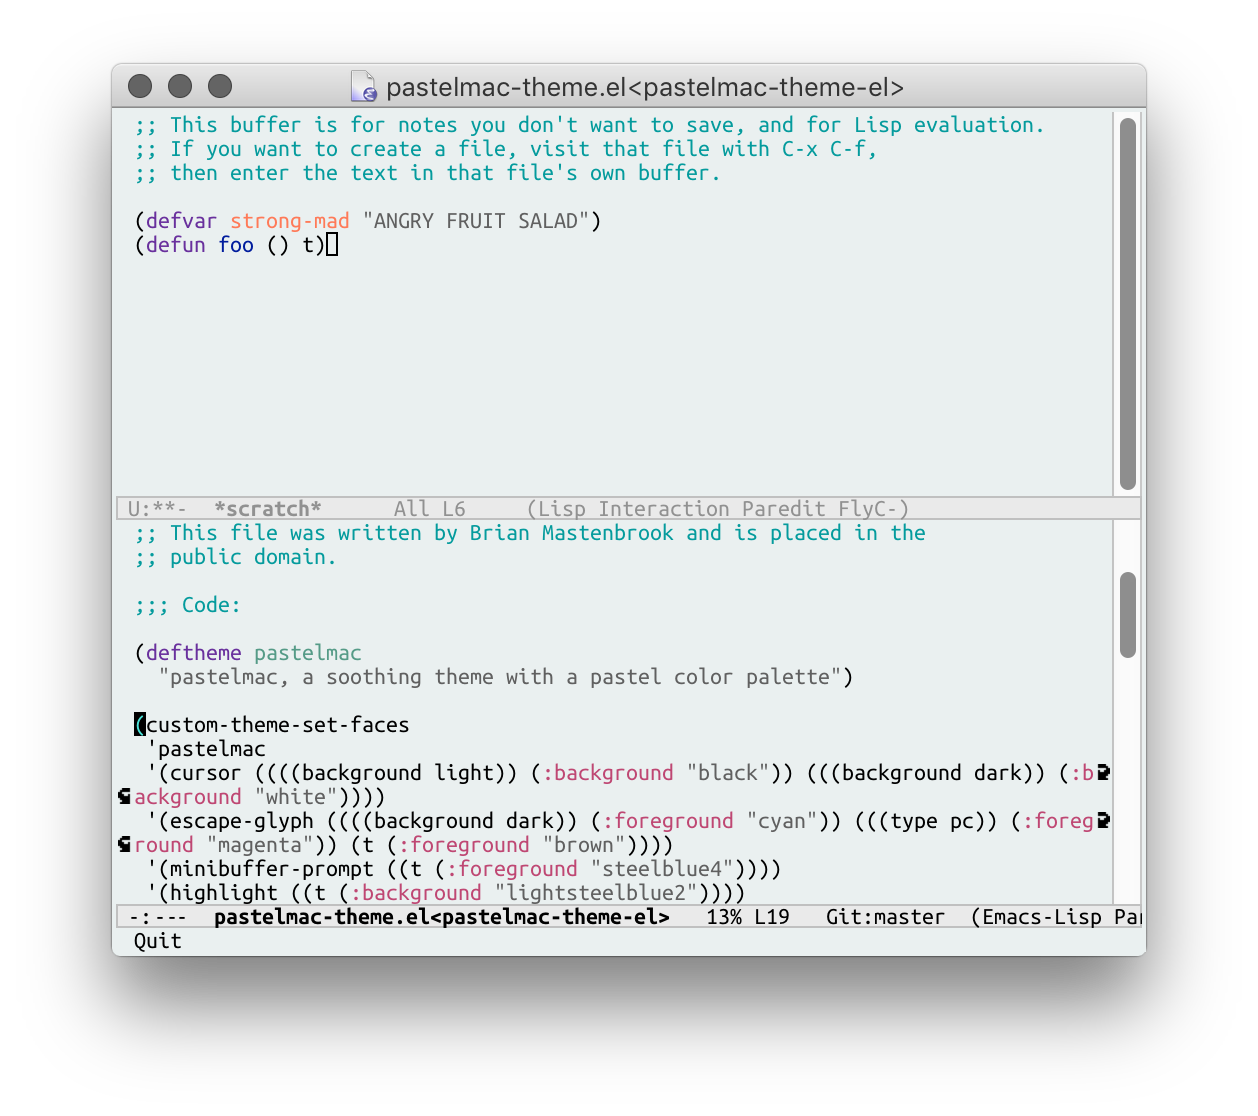 pastelmac-theme.el<pastelmac-theme-el>
;; This buffer is for notes you don't want to save, and for Lisp evaluation.
;; If you want to create a file, visit that file with C-x C-f,
;; then enter the text in that file's own buffer.
(defvar strong-mad "ANGRY FRUIT SALAD")
(defun foo () t)
U:**-  *scratch*      All L6     (Lisp Interaction Paredit FlyC-)
;; This file was written by Brian Mastenbrook and is placed in the
;; public domain.
;;; Code:
(deftheme pastelmac
  "pastelmac, a soothing theme with a pastel color palette")
(custom-theme-set-faces
 'pastelmac
 '(cursor ((((background light)) (:background "black")) (((background dark)) (:b
ackground "white"))))
 '(escape-glyph ((((background dark)) (:foreground "cyan")) (((type pc)) (:foreg
round "magenta")) (t (:foreground "brown"))))
 '(minibuffer-prompt ((t (:foreground "steelblue4"))))
 '(highlight ((t (:background "lightsteelblue2"))))
-:---  pastelmac-theme.el<pastelmac-theme-el>   13% L19   Git:master  (Emacs-Lisp Par
Quit